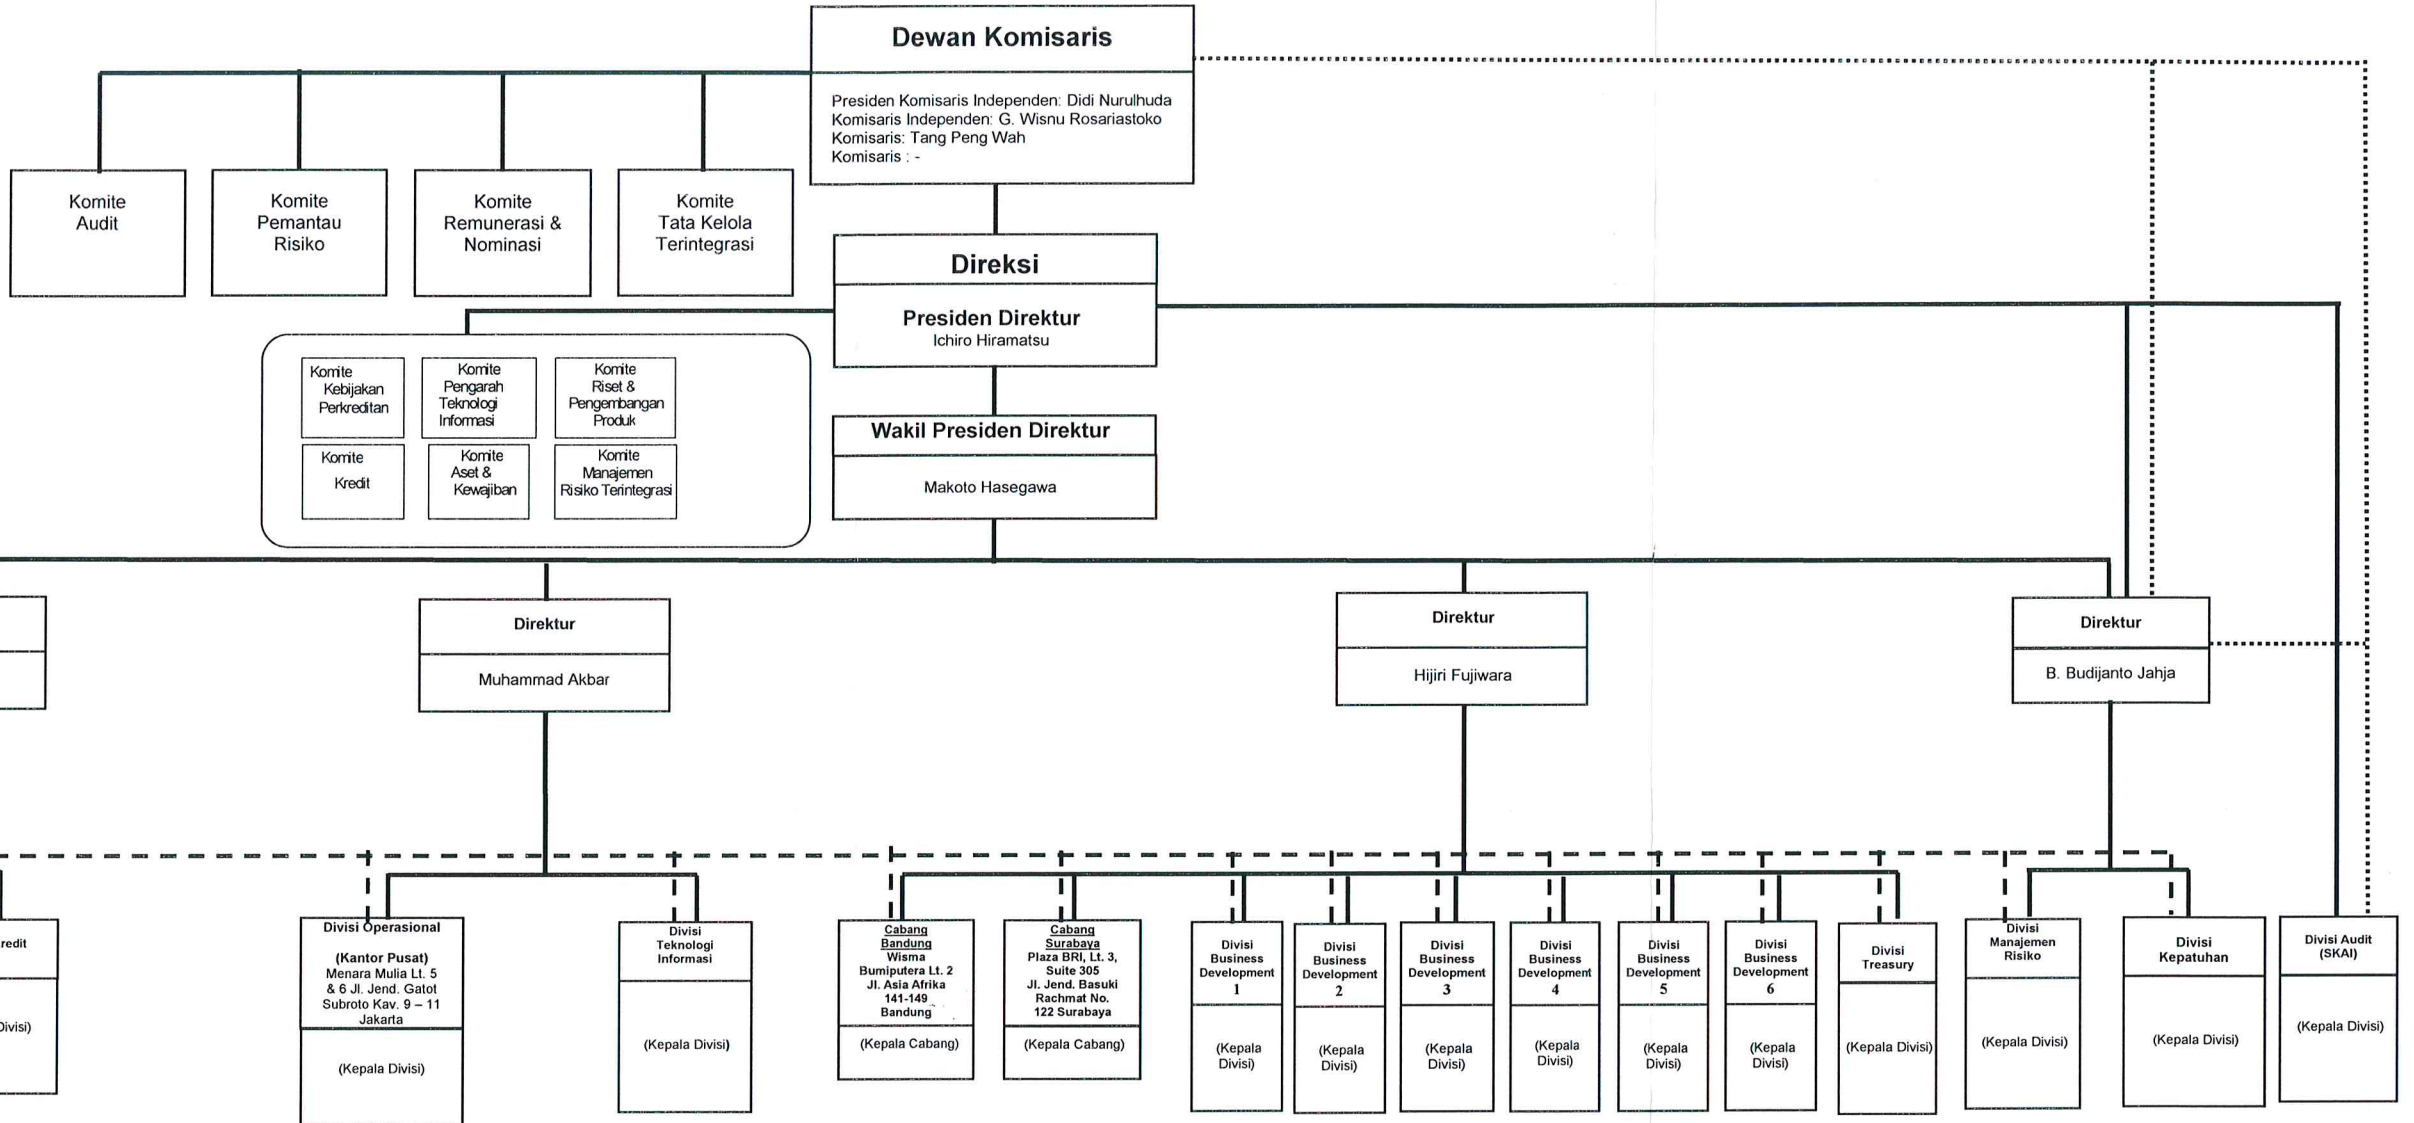 Dewan Komisaris
Presiden Komisaris Independen: Didi Nurulhuda
Komisaris Independen: G. Wisnu Rosariastoko
Komisaris: Tang Peng Wah
Komisaris : -
Komite
Audit
Komite
Pemantau
Risiko
Komite
Remunerasi &
Nominasi
Komite
Tata Kelola
Terintegrasi
Direksi
Presiden Direktur
Ichiro Hiramatsu
Komite
Kebijakan
Perkreditan
Komite
Pengarah
Teknologi
Informasi
Komite
Riset &
Pengembangan
Produk
Komite
Kredit
Komite
Aset &
Kewajiban
Komite
Manajemen
Risiko Terintegrasi
Wakil Presiden Direktur
Makoto Hasegawa
Direktur
Muhammad Akbar
Direktur
Hijiri Fujiwara
Direktur
B. Budijanto Jahja
redit
Divisi)
Divisi Operasional
(Kantor Pusat)
Menara Mulia Lt. 5
& 6 Jl. Jend. Gatot
Subroto Kav. 9 – 11
Jakarta
(Kepala Divisi)
Divisi
Teknologi
Informasi
(Kepala Divisi)
Cabang
Bandung
Wisma
Bumiputera Lt. 2
Jl. Asia Afrika
141-149
Bandung
(Kepala Cabang)
Cabang
Surabaya
Plaza BRI, Lt. 3,
Suite 305
Jl. Jend. Basuki
Rachmat No.
122 Surabaya
(Kepala Cabang)
Divisi
Business
Development
1
(Kepala
Divisi)
Divisi
Business
Development
2
(Kepala
Divisi)
Divisi
Business
Development
3
(Kepala
Divisi)
Divisi
Business
Development
4
(Kepala
Divisi)
Divisi
Business
Development
5
(Kepala
Divisi)
Divisi
Business
Development
6
(Kepala
Divisi)
Divisi
Treasury
(Kepala Divisi)
Divisi
Manajemen
Risiko
(Kepala Divisi)
Divisi
Kepatuhan
(Kepala Divisi)
Divisi Audit
(SKAI)
(Kepala Divisi)